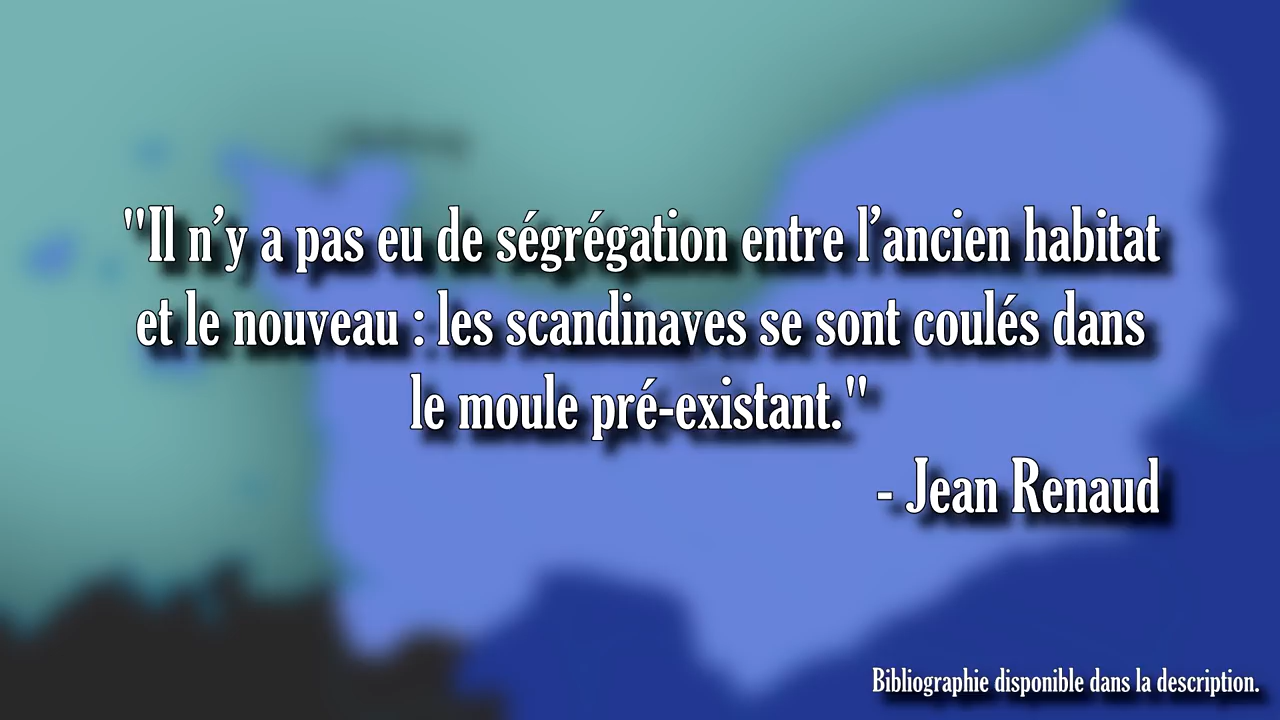 "Il n’y a pas eu de ségrégation entre l’ancien habitat
et le nouveau : les scandinaves se sont coulés dans
le moule pré-existant."
- Jean Renaud
Bibliographie disponible dans la description.